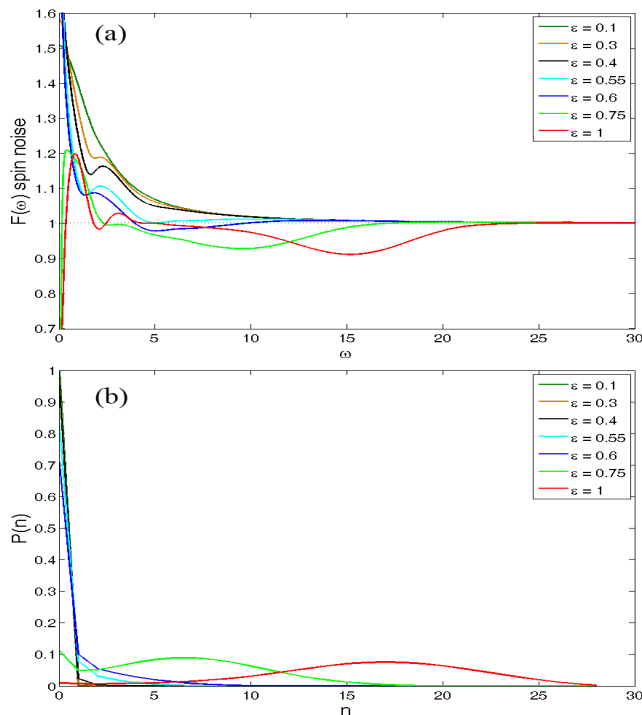 (a)
1.6
1.5
1.4
1.3
1.2
1.1
1
0.9
0.8
0.7
F(ω) spin noise
0 5 10 15 20 25 30
ω
ε = 0.1
ε = 0.3
ε = 0.4
ε = 0.55
ε = 0.6
ε = 0.75
ε = 1
(b)
1
0.9
0.8
0.7
0.6
0.5
0.4
0.3
0.2
0.1
0
P(n)
0 5 10 15 20 25 30
n
ε = 0.1
ε = 0.3
ε = 0.4
ε = 0.55
ε = 0.6
ε = 0.75
ε = 1